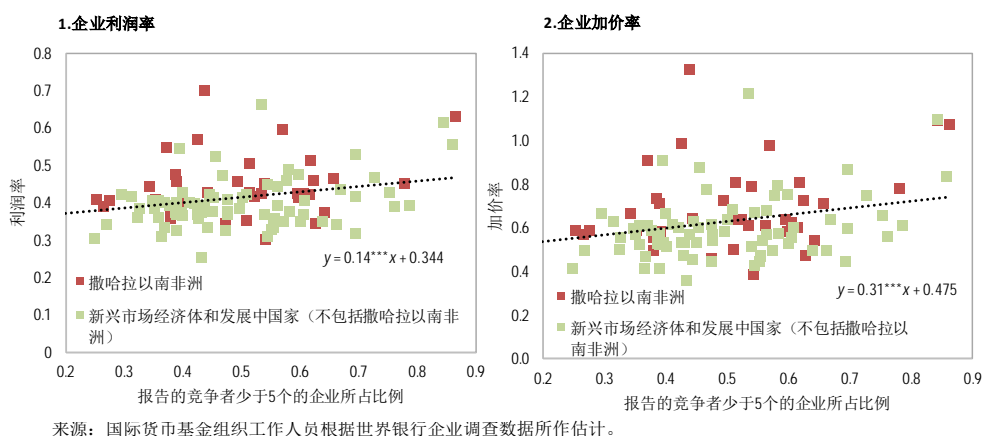 1.企业利润率
0.8
0.7
0.6
0.5
0.4
0.3
0.2
0.1
0
利润率
y = 0.14***x + 0.344
撒哈拉以南非洲
新兴市场经济体和发展中国家（不包括撒哈拉以南非
洲）
0.2 0.3 0.4 0.5 0.6 0.7 0.8 0.9
报告的竞争者少于5个的企业所占比例
2.企业加价率
1.4
1.2
1.0
0.8
0.6
0.4
0.2
0.0
加价率
y = 0.31***x + 0.475
撒哈拉以南非洲
新兴市场经济体和发展中国家（不包括撒哈拉以
南非洲）
0.2 0.3 0.4 0.5 0.6 0.7 0.8 0.9
报告的竞争者少于5个的企业所占比例
来源：国际货币基金组织工作人员根据世界银行企业调查数据所作估计。